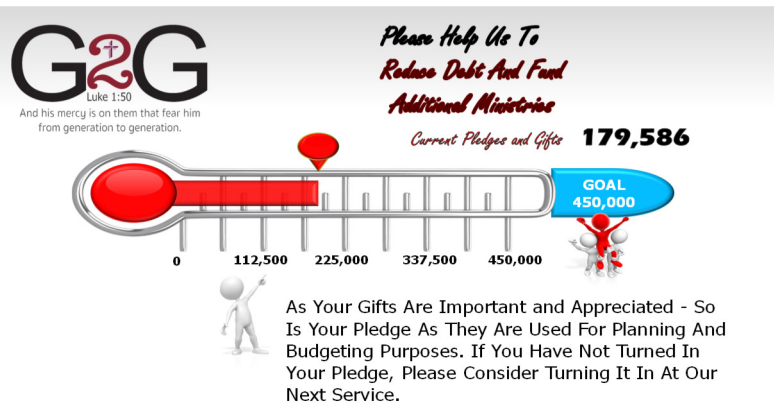 G2G
Luke 1:50
And his mercy is on them that fear him
from generation to generation.
Please Help Us To
Reduce Debt And Fund
Additional Ministries
Current Pledges and Gifts 179,586
GOAL
450,000
0 112,500 225,000 337,500 450,000
As Your Gifts Are Important and Appreciated - So
Is Your Pledge As They Are Used For Planning And
Budgeting Purposes. If You Have Not Turned In
Your Pledge, Please Consider Turning It In At Our
Next Service.